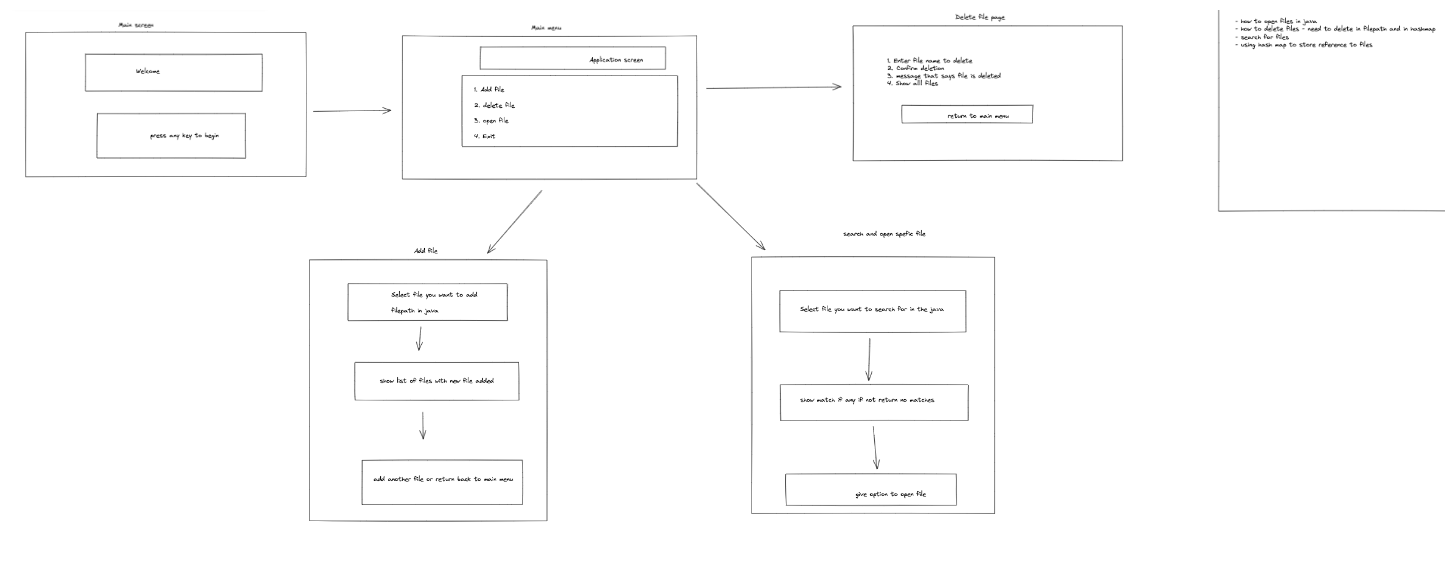 Main screen
Welcome
press any key to begin
Main menu
Application screen
1. Add file
2. delete file
3. open file
4. Exit
Delete file page
1. Enter file name to delete
2. Confirm deletion
3. message that says file is deleted
4. Show alll files
return to main menu
- how to open files in java
- how to delete files - need to delete in filepath and in hashmap
- search for files
- using hash map to store reference to files
Add file
Select file you want to add
filepath in java
show list of files with new file added
add another file or return back to main menu
search and open spefic file
Select file you want to search for in the java
show match if any if not return no matches
give option to open file